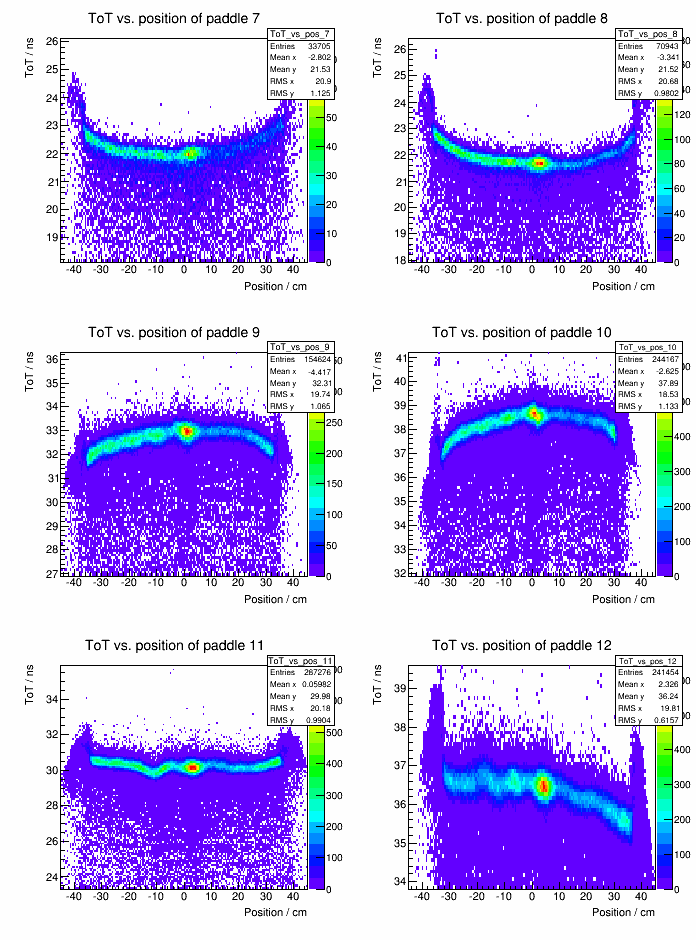 ToT vs. position of paddle 7
ToT_vs_pos_7
Entries 33705
Mean x -2.802
Mean y 21.53
RMS x 20.9
RMS y 1.125
ToT / ns
26
25
24
23
22
21
20
19
-40 -30 -20 -10 0 10 20 30 40
Position / cm
50
40
30
20
10
0
ToT vs. position of paddle 8
ToT_vs_pos_8
Entries 70943
Mean x -3.341
Mean y 21.52
RMS x 20.68
RMS y 0.9802
ToT / ns
26
25
24
23
22
21
20
19
18
-40 -30 -20 -10 0 10 20 30 40
Position / cm
120
100
80
60
40
20
0
ToT vs. position of paddle 9
ToT_vs_pos_9
Entries 154624
Mean x -4.417
Mean y 32.31
RMS x 19.74
RMS y 1.065
ToT / ns
36
35
34
33
32
31
30
29
28
27
-40 -30 -20 -10 0 10 20 30 40
Position / cm
250
200
150
100
50
0
ToT vs. position of paddle 10
ToT_vs_pos_10
Entries 244167
Mean x -2.625
Mean y 37.89
RMS x 18.53
RMS y 1.133
ToT / ns
41
40
39
38
37
36
35
34
33
32
-40 -30 -20 -10 0 10 20 30 40
Position / cm
400
300
200
100
0
ToT vs. position of paddle 11
ToT_vs_pos_11
Entries 267276
Mean x 0.05982
Mean y 29.98
RMS x 20.18
RMS y 0.9904
ToT / ns
34
32
30
28
26
24
-40 -30 -20 -10 0 10 20 30 40
Position / cm
500
400
300
200
100
0
ToT vs. position of paddle 12
ToT_vs_pos_12
Entries 241454
Mean x 2.326
Mean y 36.24
RMS x 19.81
RMS y 0.6157
ToT / ns
39
38
37
36
35
34
-40 -30 -20 -10 0 10 20 30 40
Position / cm
400
300
200
100
0